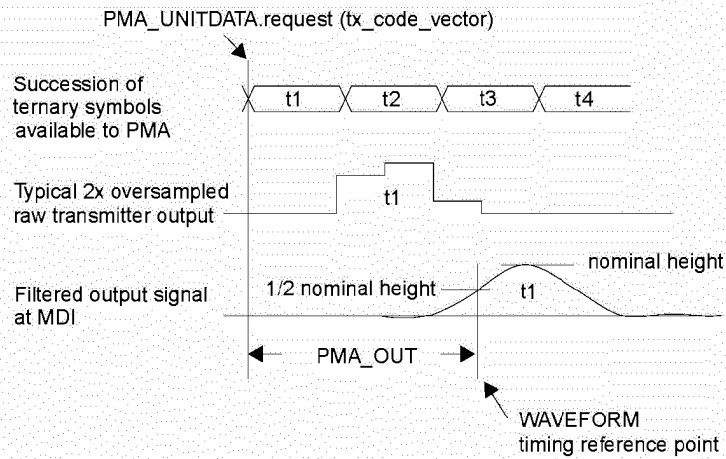 PMA_UNITDATA.request (tx_code_vector)
Succession of
ternary symbols
available to PMA
t1 t2 t3 t4
Typical 2x oversampled
raw transmitter output
t1
nominal height
1/2 nominal height
t1
Filtered output signal
at MDI
PMA_OUT
WAVEFORM
timing reference point